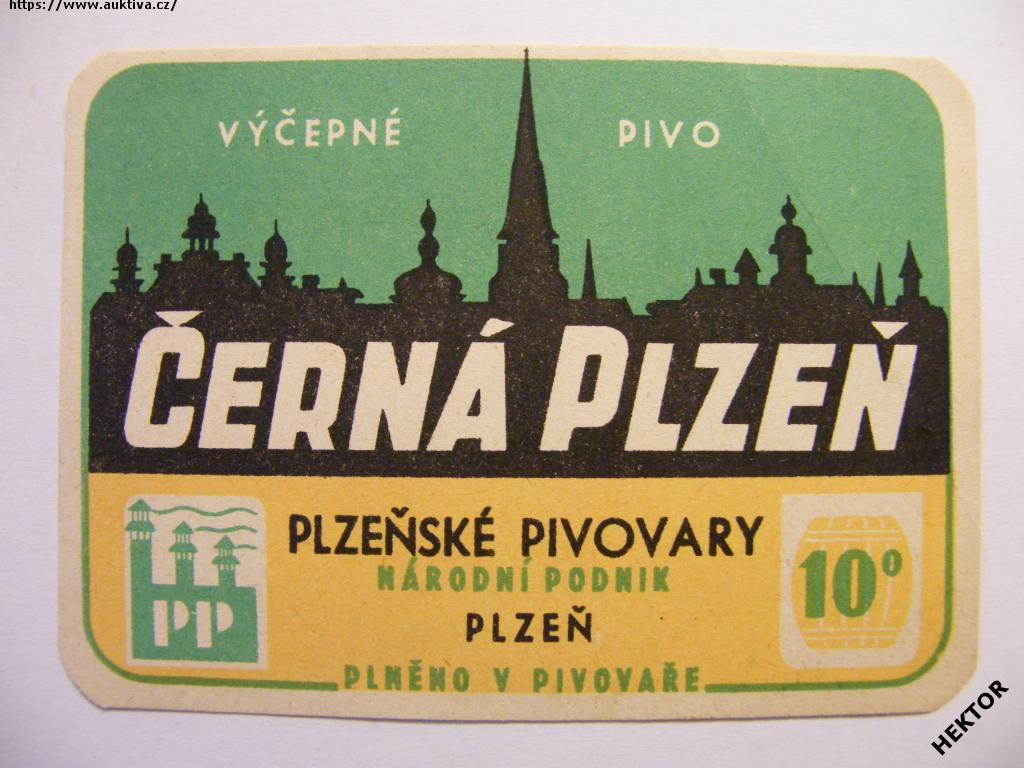 https://www.auktiva.cz/
VÝČEPNÉ PIVO
ČERNÁ PLZEŇ
PLZEŇSKÉ PIVOVARY
NÁRODNÍ PODNIK
PLZEŇ
PP
10°
PLNĚNO V PIVOVAŘE
HEKTOR